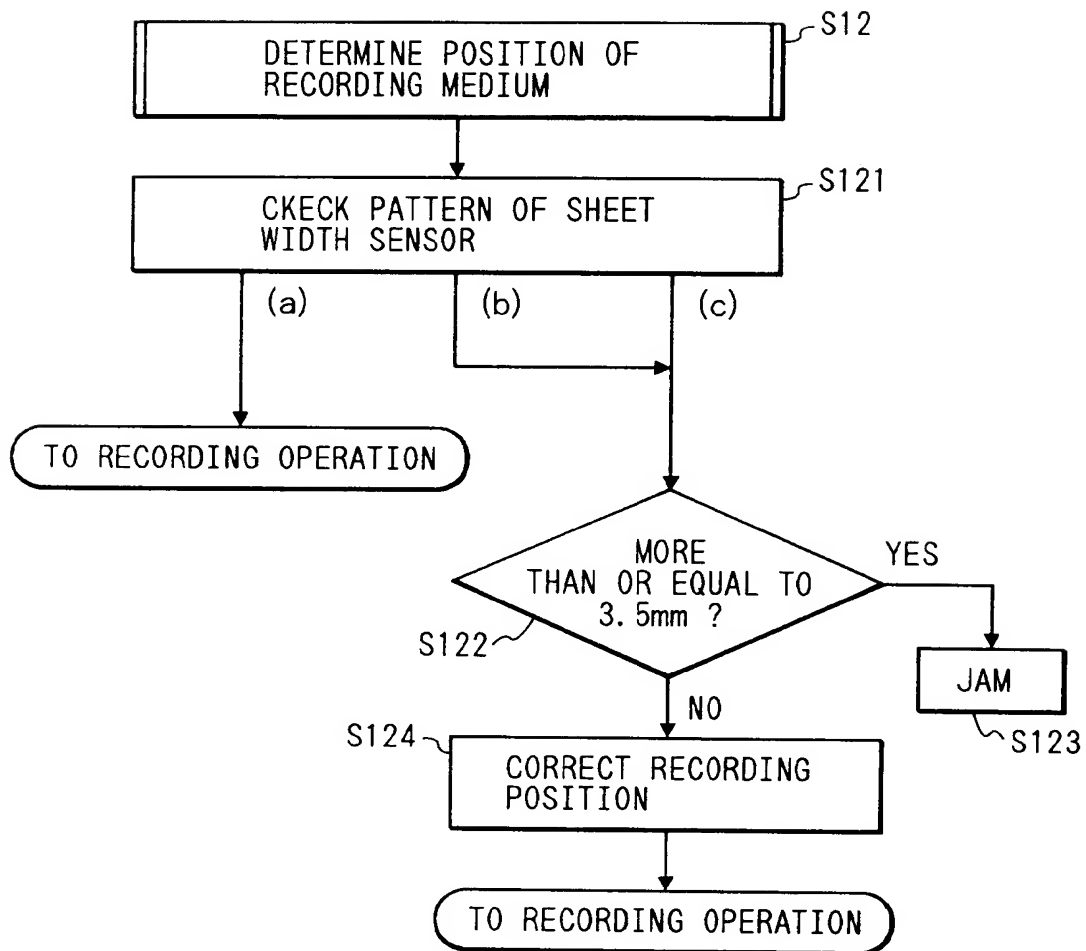 S12
DETERMINE POSITION OF
RECORDING MEDIUM
S121
CKECK PATTERN OF SHEET
WIDTH SENSOR
(a)
(b)
(c)
TO RECORDING OPERATION
MORE
THAN OR EQUAL TO
3.5mm ?
YES
S122
JAM
S123
NO
S124
CORRECT RECORDING
POSITION
TO RECORDING OPERATION